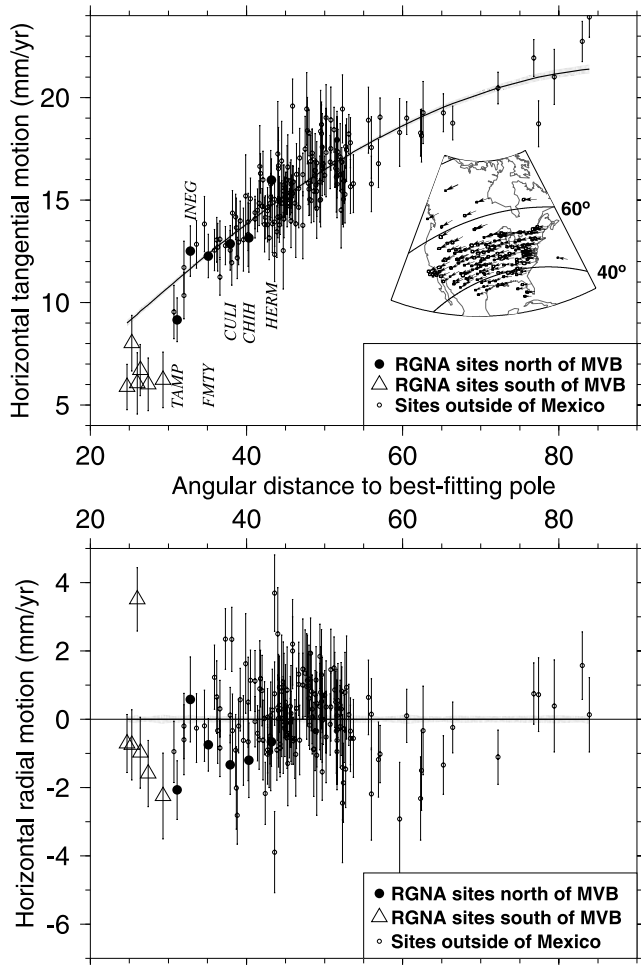 Horizontal tangential motion (mm/yr)
20
15
10
5
INEG
TAMP
FMTY
CULI
CHIH
HERM
60°
40°
● RGNA sites north of MVB
△ RGNA sites south of MVB
○ Sites outside of Mexico
20 40 60 80
Angular distance to best-fitting pole
20 40 60 80
Horizontal radial motion (mm/yr)
4
2
0
-2
-4
-6
● RGNA sites north of MVB
△ RGNA sites south of MVB
○ Sites outside of Mexico